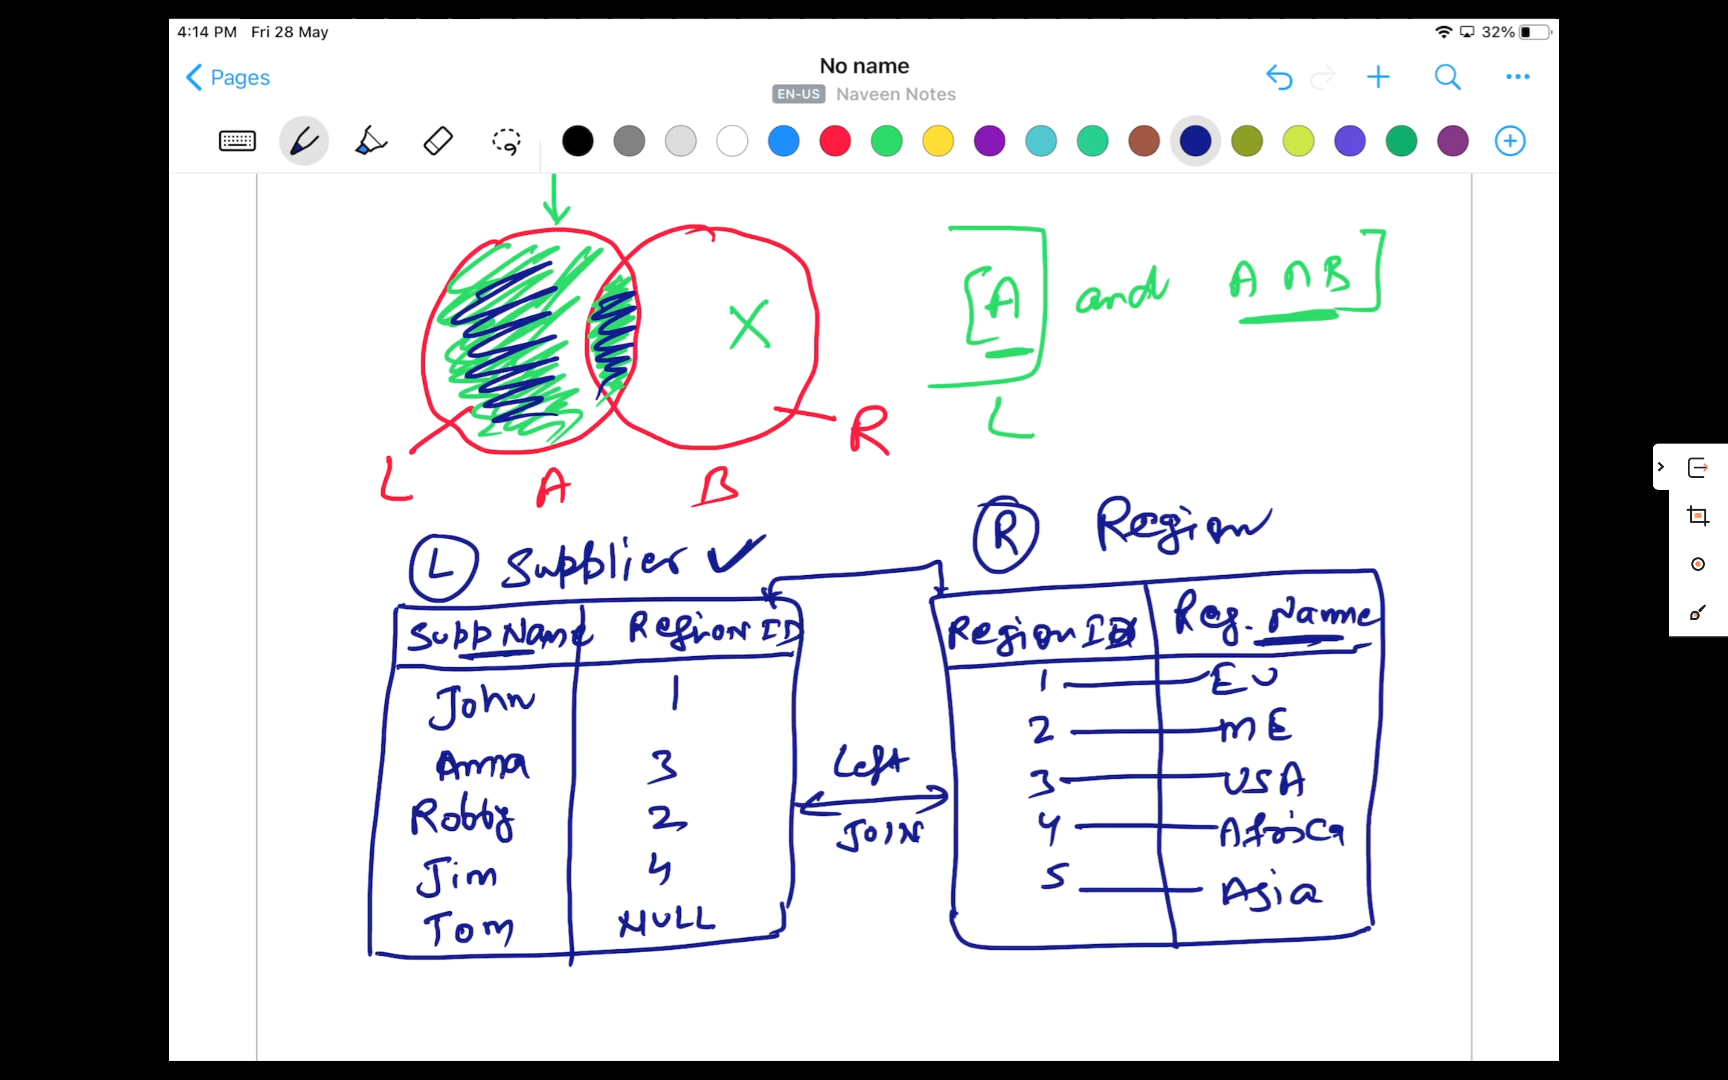 4:14 PM Fri 28 May
32%
Pages
No name
EN-US Naveen Notes
[A] and A ∩ B]
L
L
A
B
R
L Supplier ✓
R Region
Supp Name Region ID
John 1
Anna 3
Robby 2
Jim 4
Tom NULL
Left
JOIN
Region ID Reg. Name
1 EU
2 ME
3 USA
4 Africa
5 Asia
X